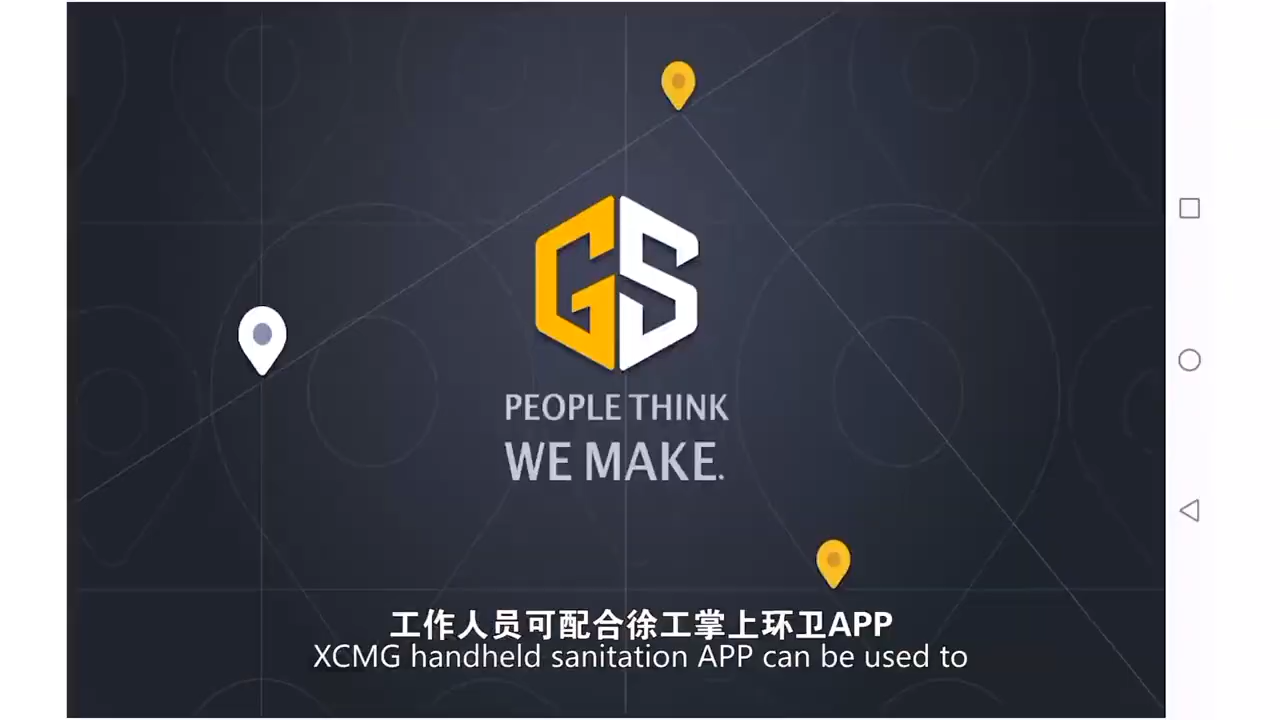 GS
PEOPLE THINK
WE MAKE.
工作人员可配合徐工掌上环卫APP
XCMG handheld sanitation APP can be used to